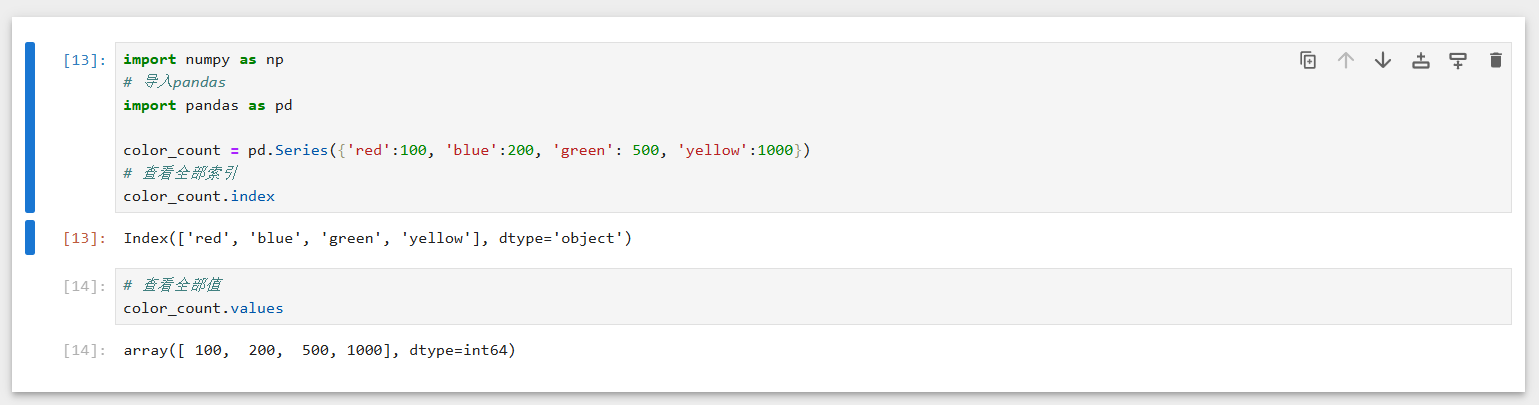 [13]:
import numpy as np
# 导入pandas
import pandas as pd
color_count = pd.Series({'red':100, 'blue':200, 'green': 500, 'yellow':1000})
# 查看全部索引
color_count.index
[13]:
Index(['red', 'blue', 'green', 'yellow'], dtype='object')
[14]:
# 查看全部值
color_count.values
[14]:
array([ 100,  200,  500, 1000], dtype=int64)